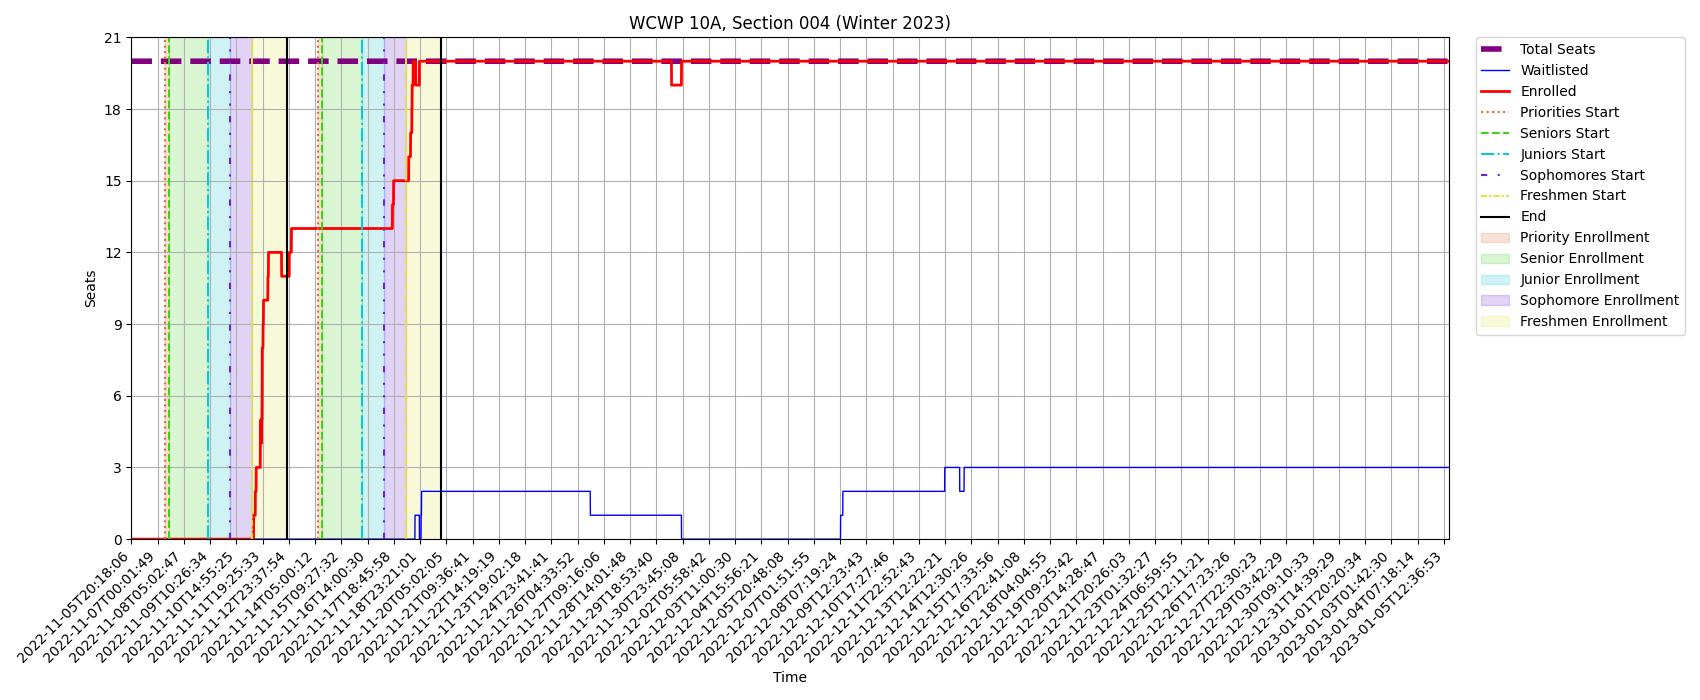 WCWP 10A, Section 004 (Winter 2023)
21
18
15
12
9
6
3
0
Seats
2022-11-05T20:18:06
2022-11-07T00:01:49
2022-11-08T05:02:47
2022-11-09T10:26:34
2022-11-10T14:55:25
2022-11-11T19:25:33
2022-11-12T23:37:54
2022-11-14T05:00:12
2022-11-15T09:27:32
2022-11-16T14:00:30
2022-11-17T18:45:58
2022-11-18T23:21:01
2022-11-20T05:02:05
2022-11-21T09:36:41
2022-11-22T14:19:19
2022-11-23T19:02:18
2022-11-24T23:41:41
2022-11-26T04:33:52
2022-11-27T09:16:06
2022-11-28T14:01:48
2022-11-29T18:53:40
2022-11-30T23:45:08
2022-12-02T05:58:42
2022-12-03T11:00:30
2022-12-04T15:56:21
2022-12-05T20:48:08
2022-12-07T01:51:55
2022-12-08T07:19:24
2022-12-09T12:23:43
2022-12-10T17:27:46
2022-12-11T22:52:43
2022-12-13T12:22:21
2022-12-14T12:30:26
2022-12-15T17:33:56
2022-12-16T22:41:08
2022-12-18T04:04:55
2022-12-19T09:25:42
2022-12-20T14:28:47
2022-12-21T20:26:03
2022-12-23T01:32:27
2022-12-24T06:59:55
2022-12-25T12:11:21
2022-12-26T17:23:26
2022-12-27T22:30:23
2022-12-29T03:42:29
2022-12-30T09:10:33
2022-12-31T14:39:29
2023-01-01T20:20:34
2023-01-03T01:42:30
2023-01-04T07:18:14
2023-01-05T12:36:53
Time
Total Seats
Waitlisted
Enrolled
Priorities Start
Seniors Start
Juniors Start
Sophomores Start
Freshmen Start
End
Priority Enrollment
Senior Enrollment
Junior Enrollment
Sophomore Enrollment
Freshmen Enrollment